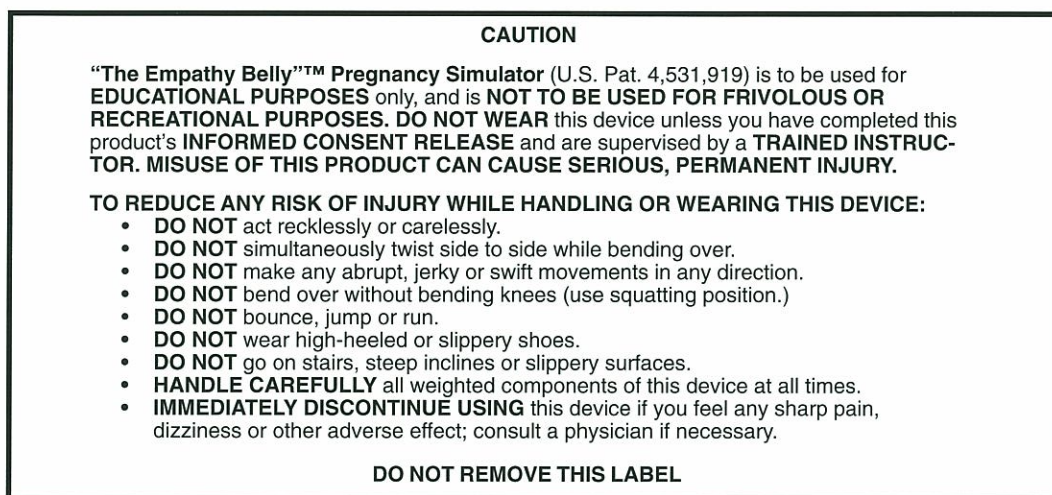 CAUTION
“The Empathy Belly”™ Pregnancy Simulator (U.S. Pat. 4,531,919) is to be used for
EDUCATIONAL PURPOSES only, and is NOT TO BE USED FOR FRIVOLOUS OR
RECREATIONAL PURPOSES. DO NOT WEAR this device unless you have completed this
product's INFORMED CONSENT RELEASE and are supervised by a TRAINED INSTRUC-
TOR. MISUSE OF THIS PRODUCT CAN CAUSE SERIOUS, PERMANENT INJURY.
TO REDUCE ANY RISK OF INJURY WHILE HANDLING OR WEARING THIS DEVICE:
• DO NOT act recklessly or carelessly.
• DO NOT simultaneously twist side to side while bending over.
• DO NOT make any abrupt, jerky or swift movements in any direction.
• DO NOT bend over without bending knees (use squatting position.)
• DO NOT bounce, jump or run.
• DO NOT wear high-heeled or slippery shoes.
• DO NOT go on stairs, steep inclines or slippery surfaces.
• HANDLE CAREFULLY all weighted components of this device at all times.
• IMMEDIATELY DISCONTINUE USING this device if you feel any sharp pain,
dizziness or other adverse effect; consult a physician if necessary.
DO NOT REMOVE THIS LABEL